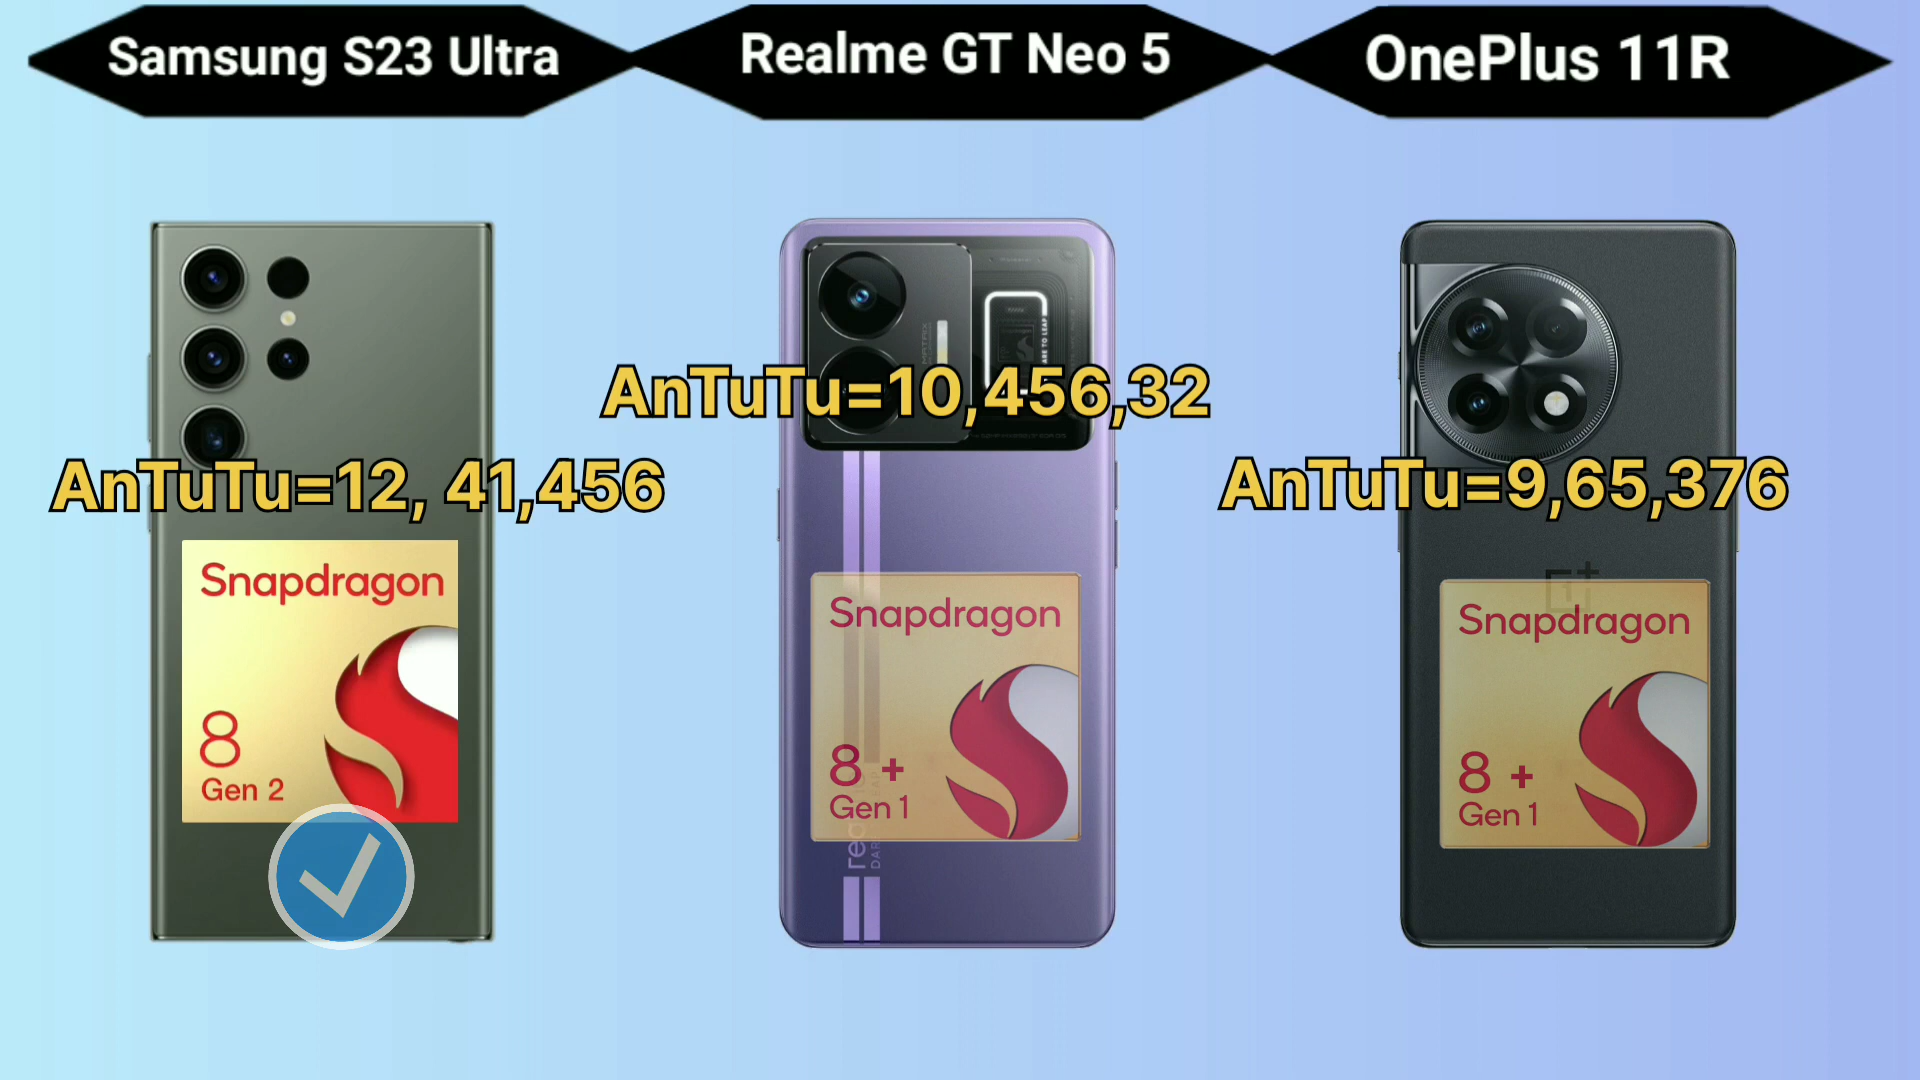 Samsung S23 Ultra
Realme GT Neo 5
OnePlus 11R
AnTuTu=12, 41,456
AnTuTu=10,456,32
AnTuTu=9,65,376
Snapdragon
8
Gen 2
Snapdragon
8 +
Gen 1
Snapdragon
8 +
Gen 1